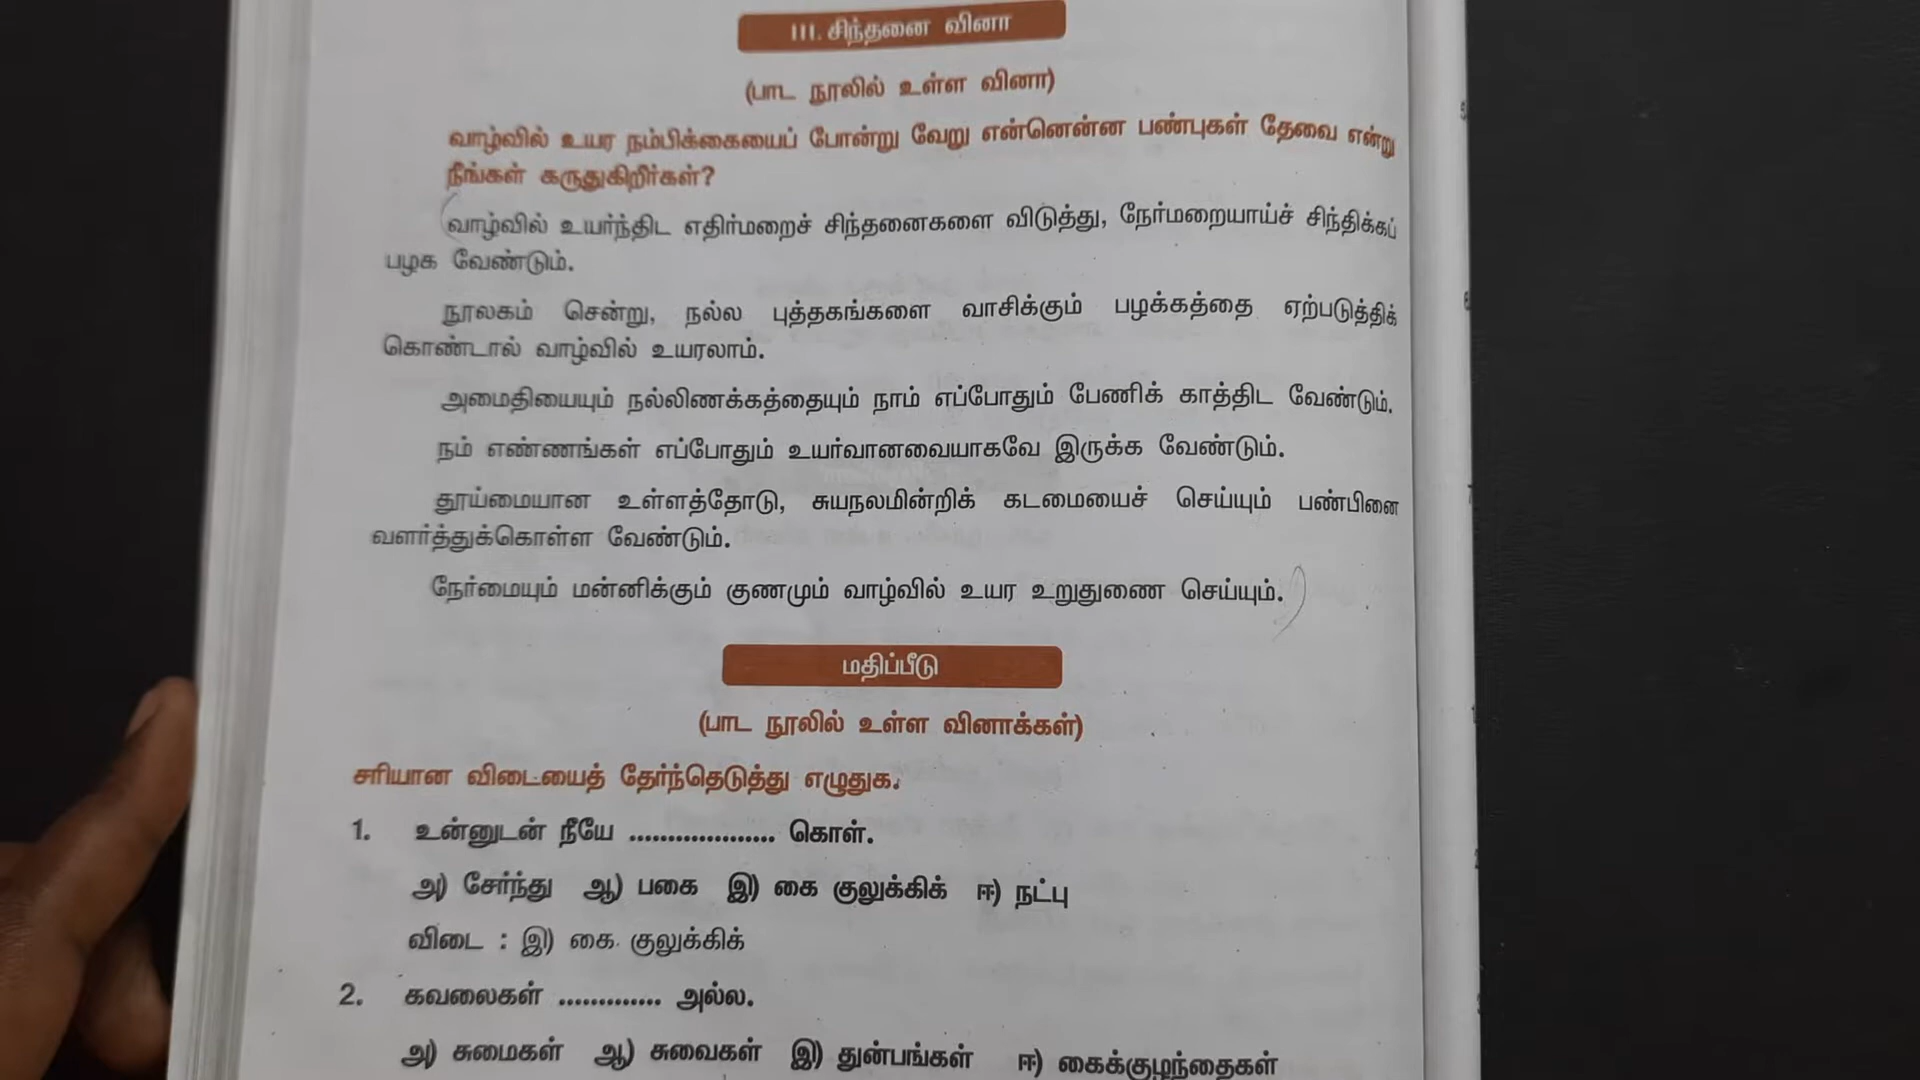 III. சிந்தனை வினா
(பாட நூலில் உள்ள வினா)
வாழ்வில் உயர நம்பிக்கையைப் போன்று வேறு என்னென்ன பண்புகள் தேவை என்று
நீங்கள் கருதுகிறீர்கள்?
வாழ்வில் உயர்ந்திட எதிர்மறைச் சிந்தனைகளை விடுத்து, நேர்மறையாய்ச் சிந்திக்கப்
பழக வேண்டும்.
நூலகம் சென்று, நல்ல புத்தகங்களை வாசிக்கும் பழக்கத்தை ஏற்படுத்திக்
கொண்டால் வாழ்வில் உயரலாம்.
அமைதியையும் நல்லிணக்கத்தையும் நாம் எப்போதும் பேணிக் காத்திட வேண்டும்.
நம் எண்ணங்கள் எப்போதும் உயர்வானவையாகவே இருக்க வேண்டும்.
தூய்மையான உள்ளத்தோடு, சுயநலமின்றிக் கடமையைச் செய்யும் பண்பினை
வளர்த்துக்கொள்ள வேண்டும்.
நேர்மையும் மன்னிக்கும் குணமும் வாழ்வில் உயர உறுதுணை செய்யும்.
மதிப்பீடு
(பாட நூலில் உள்ள வினாக்கள்)
சரியான விடையைத் தேர்ந்தெடுத்து எழுதுக.
1. உன்னுடன் நீயே ................... கொள்.
அ) சேர்ந்து ஆ) பகை இ) கை குலுக்கிக் ஈ) நட்பு
விடை : இ) கை குலுக்கிக்
2. கவலைகள் ............. அல்ல.
அ) சுமைகள் ஆ) சுவைகள் இ) துன்பங்கள் ஈ) கைக்குழந்தைகள்